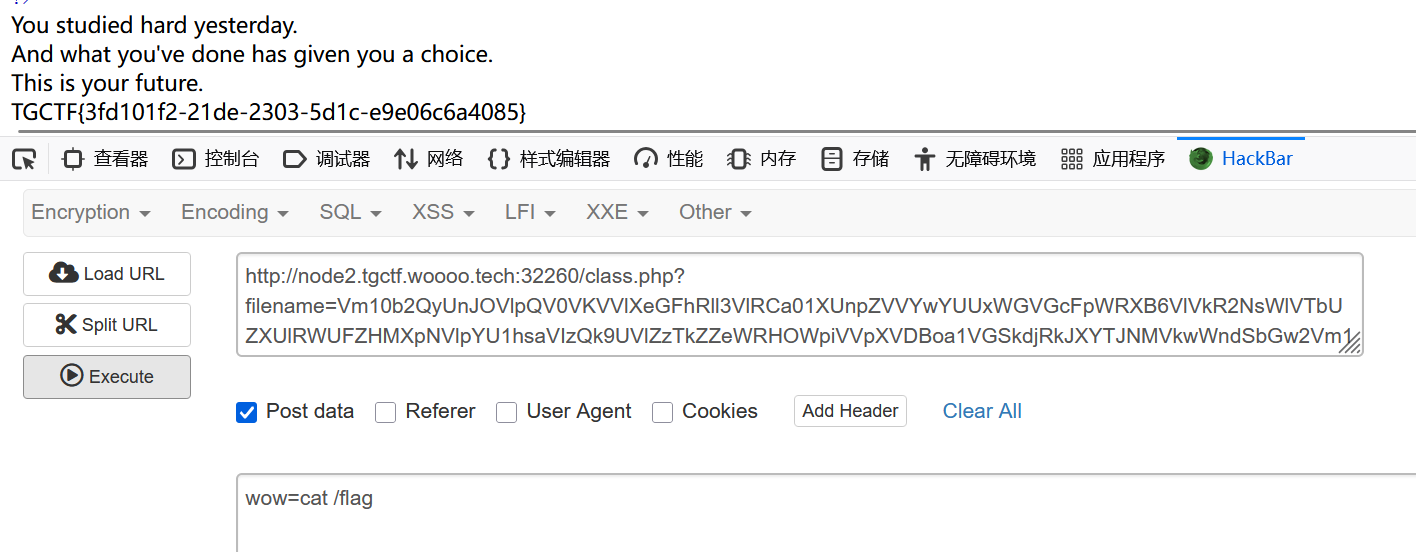 You studied hard yesterday.
And what you've done has given you a choice.
This is your future.
TGCTF{3fd101f2-21de-2303-5d1c-e9e06c6a4085}
查看器 控制台 调试器 网络 样式编辑器 性能 内存 存储 无障碍环境 应用程序 HackBar
Encryption Encoding SQL XSS LFI XXE Other
Load URL
Split URL
Execute
http://node2.tgctf.woooo.tech:32260/class.php?
Post data Referer User Agent Cookies Add Header Clear All
wow=cat /flag